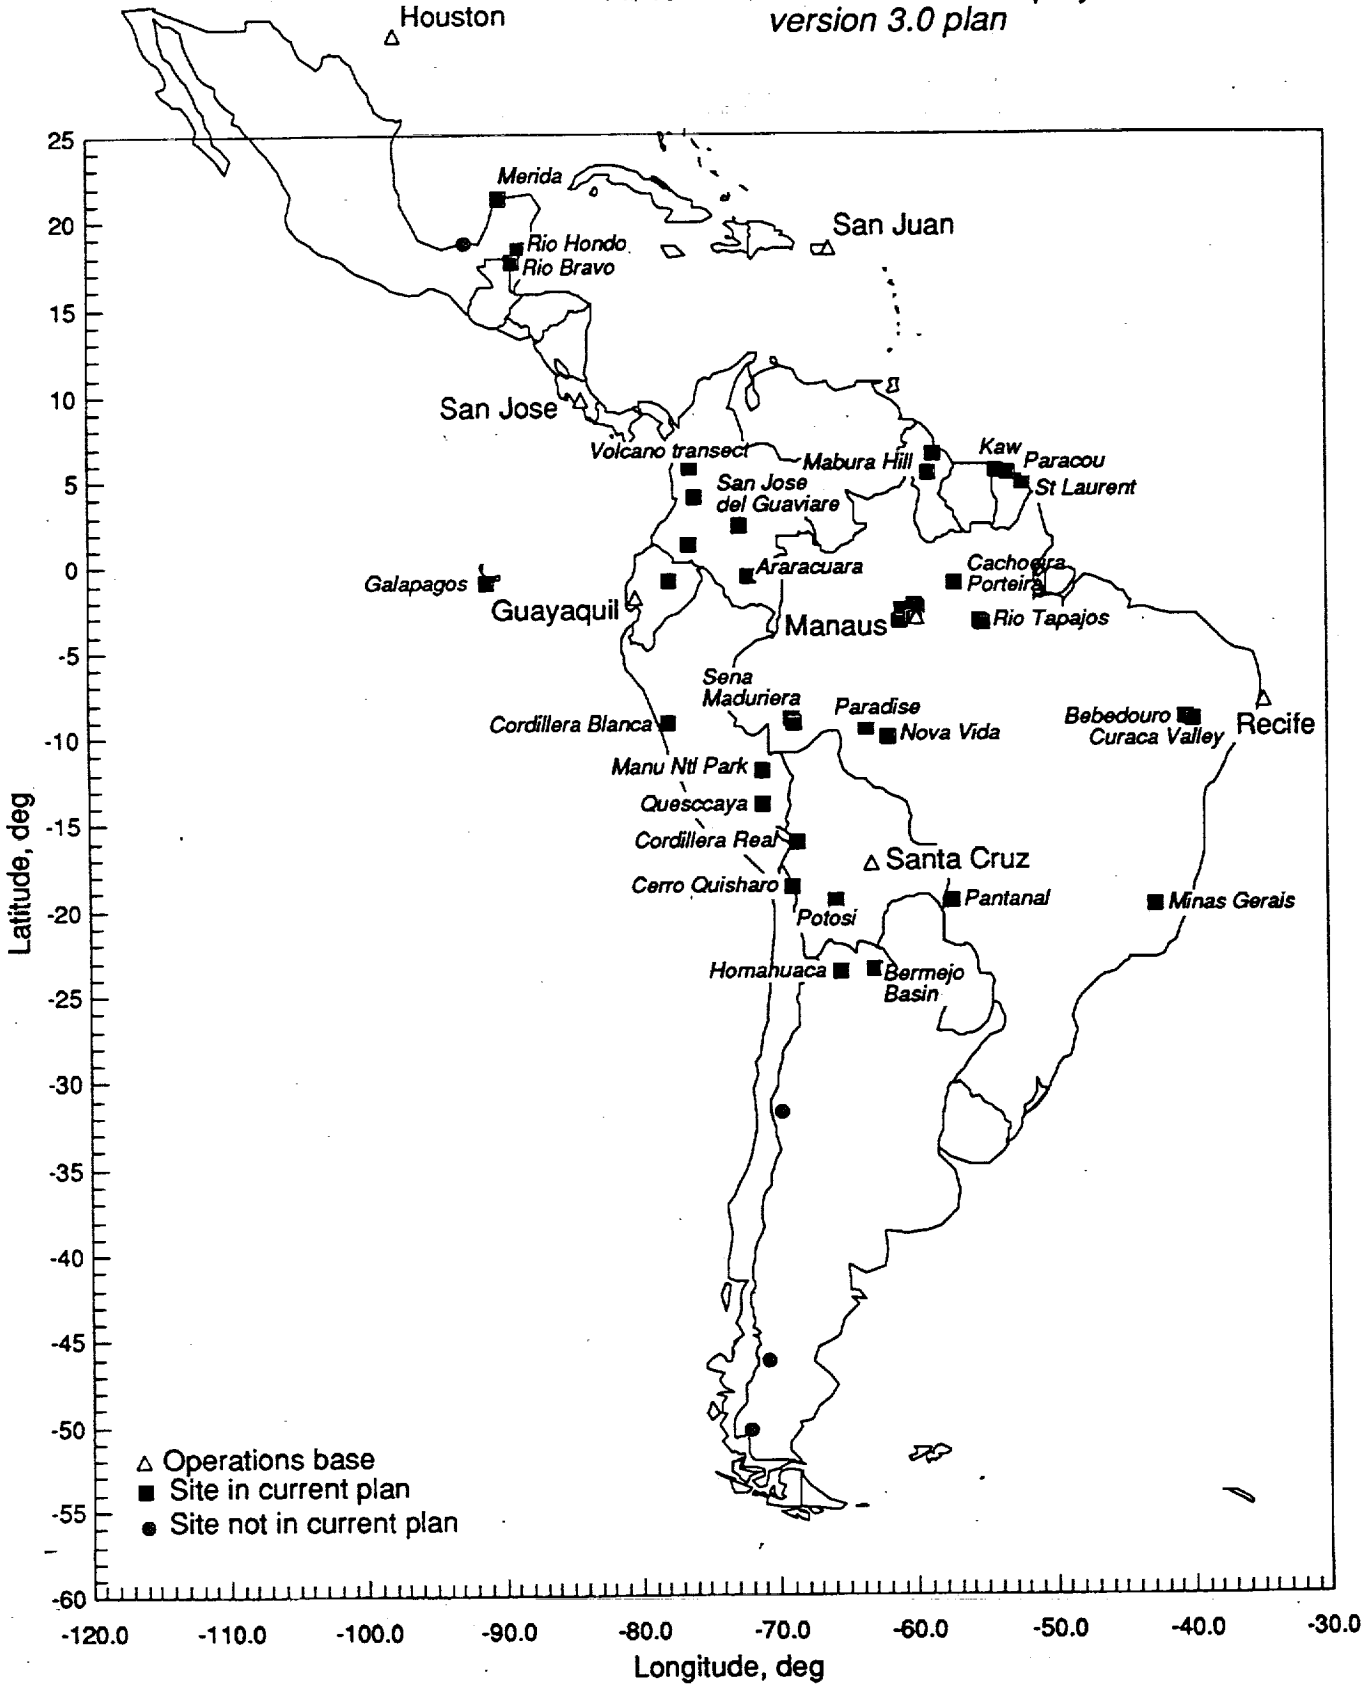 version 3.0 plan
Houston
Merida
San Juan
Rio Hondo
Rio Bravo
San Jose
Volcano transect
Mabura Hill
Kaw
Paracou
St Laurent
San Jose
del Guaviare
Araracuara
Cachoeira
Porteira
Galapagos
Guayaquil
Manaus
Rio Tapajos
Sena
Maduriera
Paradise
Nova Vida
Cordillera Blanca
Bebedouro
Curaca Valley
Recife
Manu Ntl Park
Quesccaya
Cordillera Real
Santa Cruz
Cerro Quisharo
Potosi
Pantanal
Minas Gerais
Homahuaca
Bermejo
Basin
Operations base
Site in current plan
Site not in current plan
Latitude, deg
25
20
15
10
5
0
-5
-10
-15
-20
-25
-30
-35
-40
-45
-50
-55
-60
-120.0 -110.0 -100.0 -90.0 -80.0 -70.0 -60.0 -50.0 -40.0 -30.0
Longitude, deg